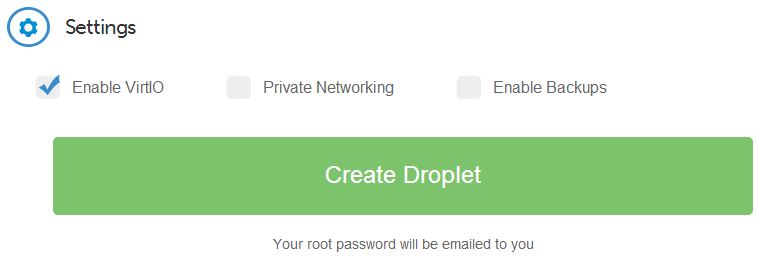 Settings
Enable VirtIO Private Networking Enable Backups
Create Droplet
Your root password will be emailed to you